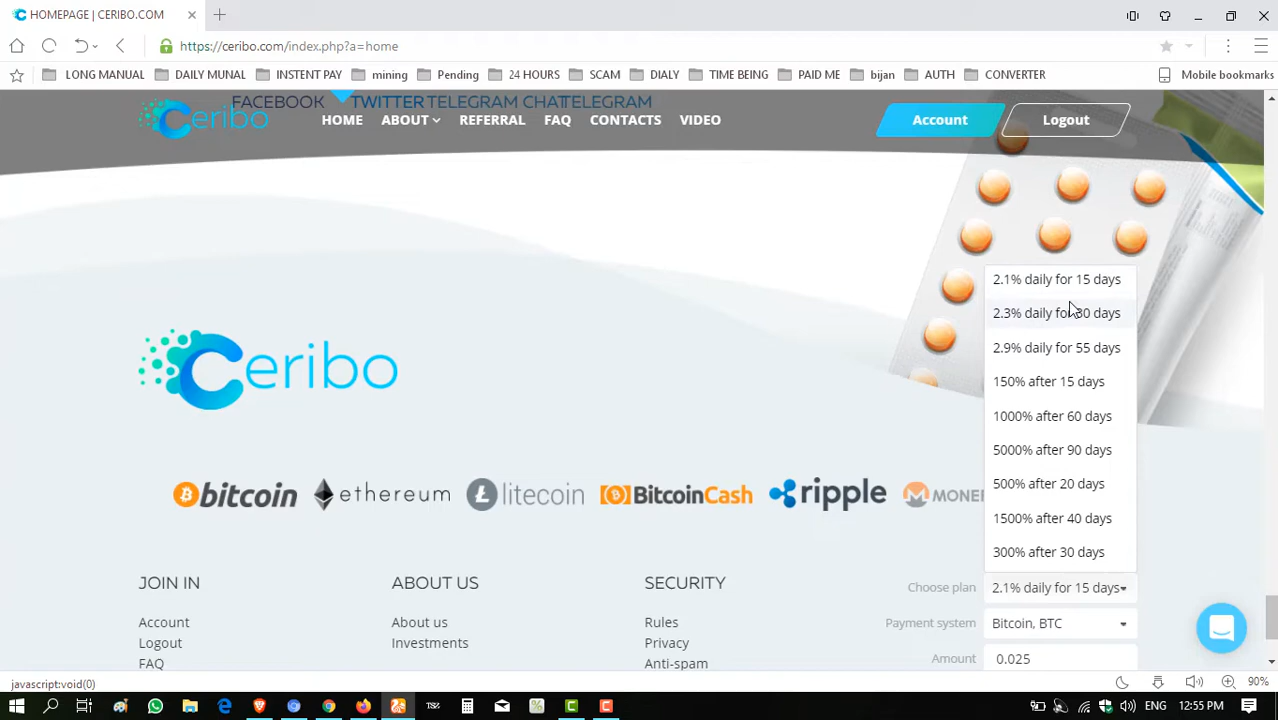 HOMEPAGE | CERIBO.COM
https://ceribo.com/index.php?a=home
LONG MANUAL DAILY MUNAL INSTENT PAY mining Pending 24 HOURS SCAM DIALY TIME BEING PAID ME bijan AUTH CONVERTER Mobile bookmarks
FACEBOOK TWITTER TELEGRAM CHAT TELEGRAM
Ceribo HOME ABOUT REFERRAL FAQ CONTACTS VIDEO Account Logout
2.1% daily for 15 days
2.3% daily for 30 days
2.9% daily for 55 days
150% after 15 days
1000% after 60 days
5000% after 90 days
500% after 20 days
1500% after 40 days
300% after 30 days
Ceribo
bitcoin ethereum litecoin BitcoinCash ripple MONE
JOIN IN ABOUT US SECURITY
Choose plan 2.1% daily for 15 days
Account About us Rules
Payment system Bitcoin, BTC
Logout Investments Privacy
FAQ Anti-spam
Amount 0.025
javascript:void(0) 90%
ENG 12:55 PM